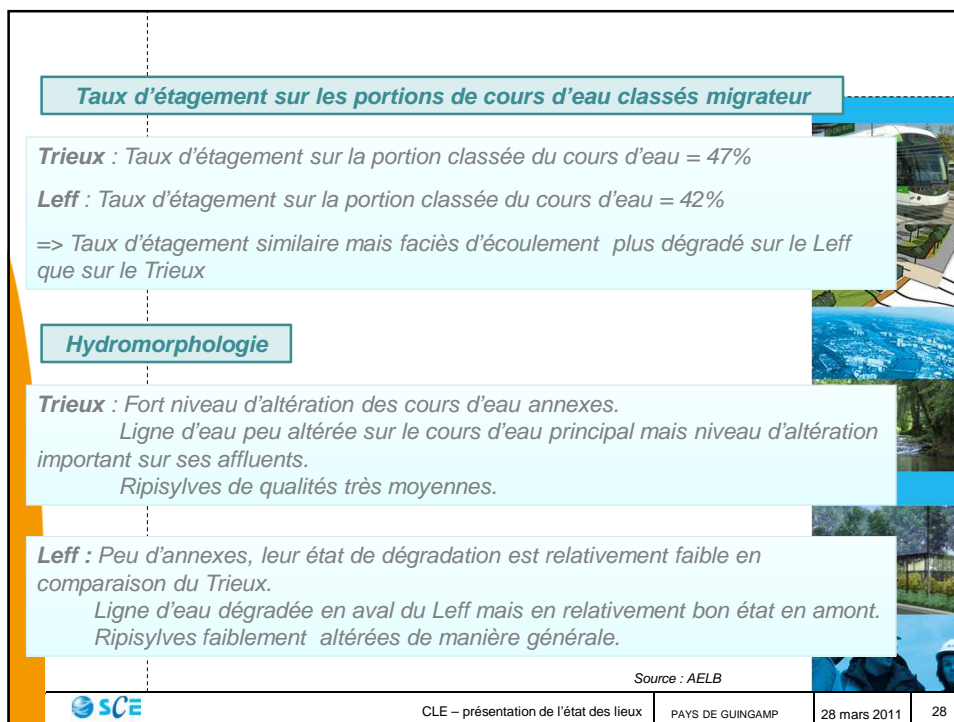 Taux d'étagement sur les portions de cours d'eau classés migrateur
Trieux : Taux d'étagement sur la portion classée du cours d'eau = 47%
Leff : Taux d'étagement sur la portion classée du cours d'eau = 42%
=> Taux d'étagement similaire mais faciès d'écoulement plus dégradé sur le Leff
que sur le Trieux
Hydromorphologie
Trieux : Fort niveau d'altération des cours d'eau annexes.
Ligne d'eau peu altérée sur le cours d'eau principal mais niveau d'altération
important sur ses affluents.
Ripisylves de qualités très moyennes.
Leff : Peu d'annexes, leur état de dégradation est relativement faible en
comparaison du Trieux.
Ligne d'eau dégradée en aval du Leff mais en relativement bon état en amont.
Ripisylves faiblement altérées de manière générale.
Source : AELB
SCE
CLE – présentation de l'état des lieux
PAYS DE GUINGAMP
28 mars 2011
28